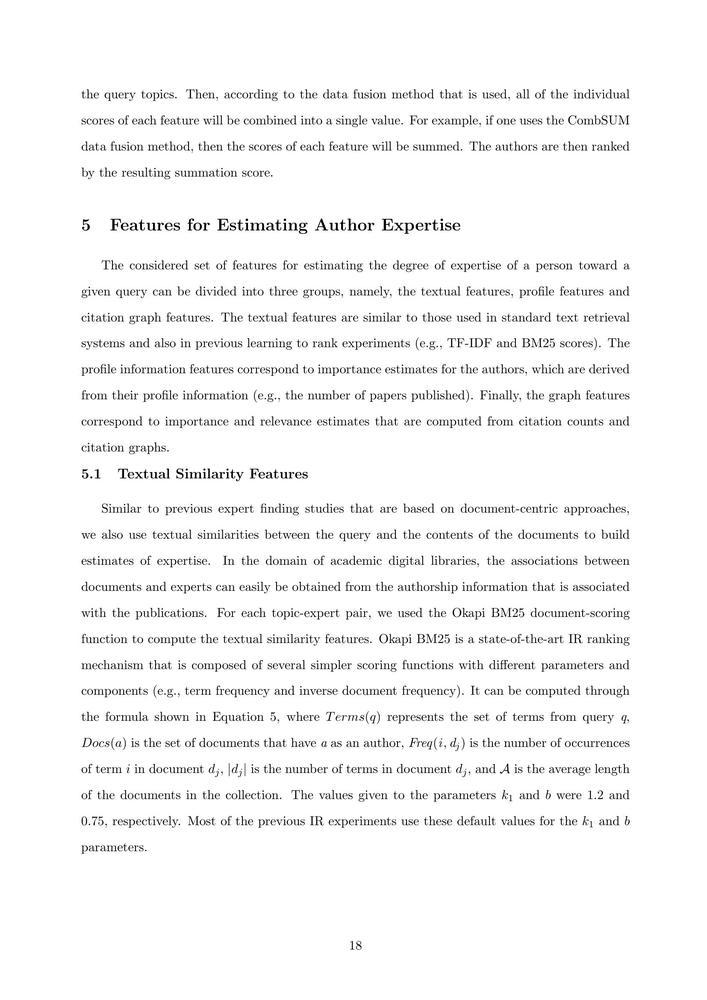 the query topics. Then, according to the data fusion method that is used, all of the individual
scores of each feature will be combined into a single value. For example, if one uses the CombSUM
data fusion method, then the scores of each feature will be summed. The authors are then ranked
by the resulting summation score.
5 Features for Estimating Author Expertise
The considered set of features for estimating the degree of expertise of a person toward a
given query can be divided into three groups, namely, the textual features, profile features and
citation graph features. The textual features are similar to those used in standard text retrieval
systems and also in previous learning to rank experiments (e.g., TF-IDF and BM25 scores). The
profile information features correspond to importance estimates for the authors, which are derived
from their profile information (e.g., the number of papers published). Finally, the graph features
correspond to importance and relevance estimates that are computed from citation counts and
citation graphs.
5.1 Textual Similarity Features
Similar to previous expert finding studies that are based on document-centric approaches,
we also use textual similarities between the query and the contents of the documents to build
estimates of expertise. In the domain of academic digital libraries, the associations between
documents and experts can easily be obtained from the authorship information that is associated
with the publications. For each topic-expert pair, we used the Okapi BM25 document-scoring
function to compute the textual similarity features. Okapi BM25 is a state-of-the-art IR ranking
mechanism that is composed of several simpler scoring functions with different parameters and
components (e.g., term frequency and inverse document frequency). It can be computed through
the formula shown in Equation 5, where Terms(q) represents the set of terms from query q,
Docs(a) is the set of documents that have a as an author, Freq(i, d_j) is the number of occurrences
of term i in document d_j, |d_j| is the number of terms in document d_j, and 𝒜 is the average length
of the documents in the collection. The values given to the parameters k_1 and b were 1.2 and
0.75, respectively. Most of the previous IR experiments use these default values for the k_1 and b
parameters.
18